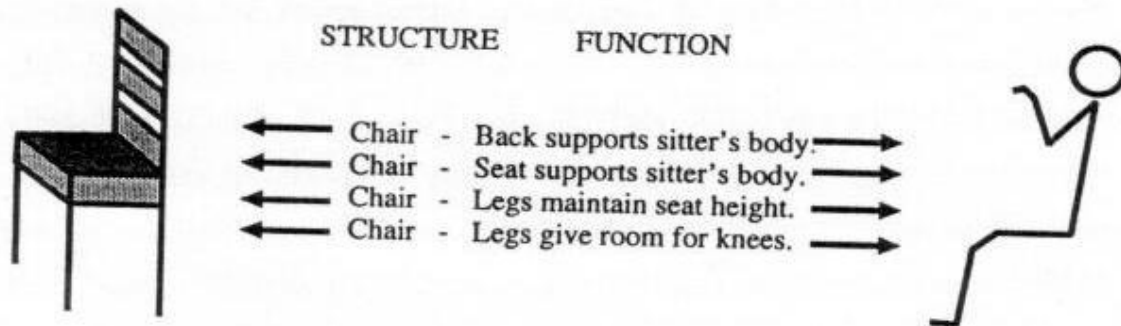 STRUCTURE FUNCTION
Chair - Back supports sitter's body.
Chair - Seat supports sitter's body.
Chair - Legs maintain seat height.
Chair - Legs give room for knees.